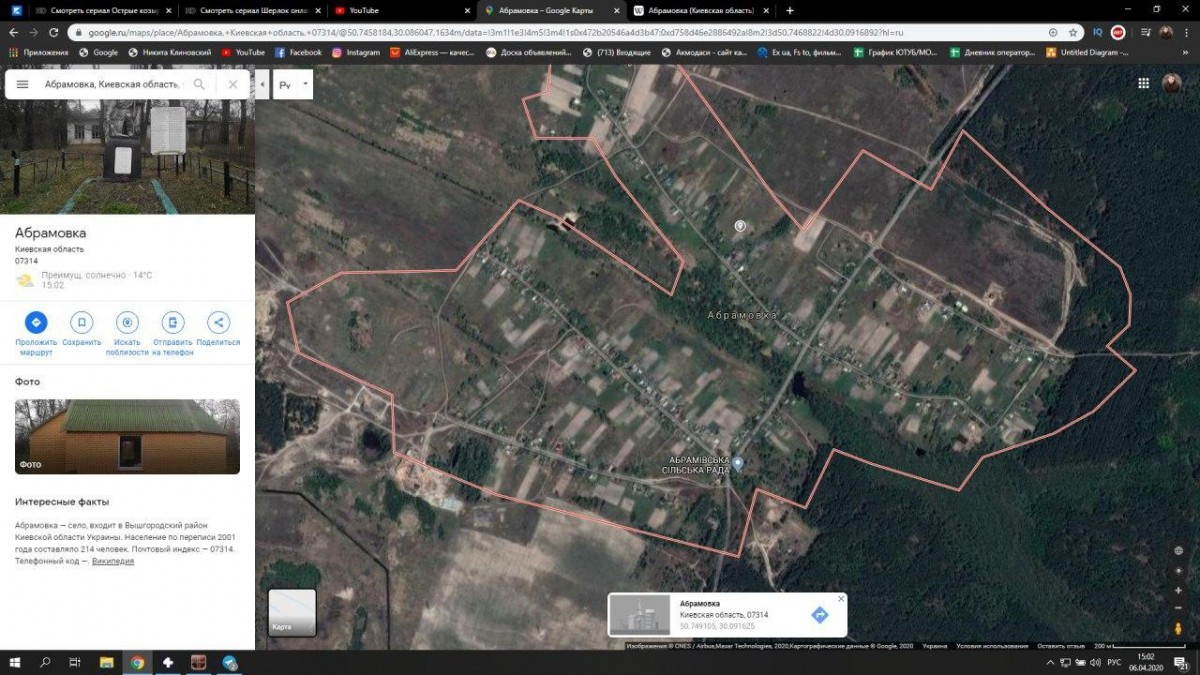 Смотреть сериал Острые козыр
Смотреть сериал Шерлок онла
YouTube
Абрамовка – Google Карты
Абрамовка (Киевская область)
google.ru/maps/place/Абрамовка,+Киевская+область,+07314/@50.7458184,30.086047,1634m/data=!3m1!1e3!4m5!3m4!1s0x472b20546a4d3b47:0xd758d46e2886492a!8m2!3d50.7468822!4d30.0916892?hl=ru
Приложения
Google
Никита Клиновский
YouTube
Facebook
Instagram
AliExpress — качес...
Доска объявлений...
(713) Входящие
Акмодаси - сайт ка...
Ex ua, Fs to, фильм...
График ЮТУБ/МО...
Дневник оператор...
Untitled Diagram -...
Абрамовка, Киевская область,
Ру
Абрамовка
Киевская область
07314
Преимущ. солнечно · 14°C
15:02
Проложить маршрут
Сохранить
Искать поблизости
Отправить на телефон
Поделиться
Фото
Фото
Интересные факты
Абрамовка — село, входит в Вышгородский район
Киевской области Украины. Население по переписи 2001
года составляло 214 человек. Почтовый индекс — 07314.
Телефонный код —. Википедия
Абрамовка
АБРАМІВСЬКА
СІЛЬСЬКА РАДА
Карта
Абрамовка
Киевская область, 07314
50.749105, 30.091625
Изображения © CNES / Airbus,Maxar Technologies, 2020,Картографические данные © Google, 2020
Украина
Условия использования
Оставить отзыв
200 м
РУС
15:02
06.04.2020
21